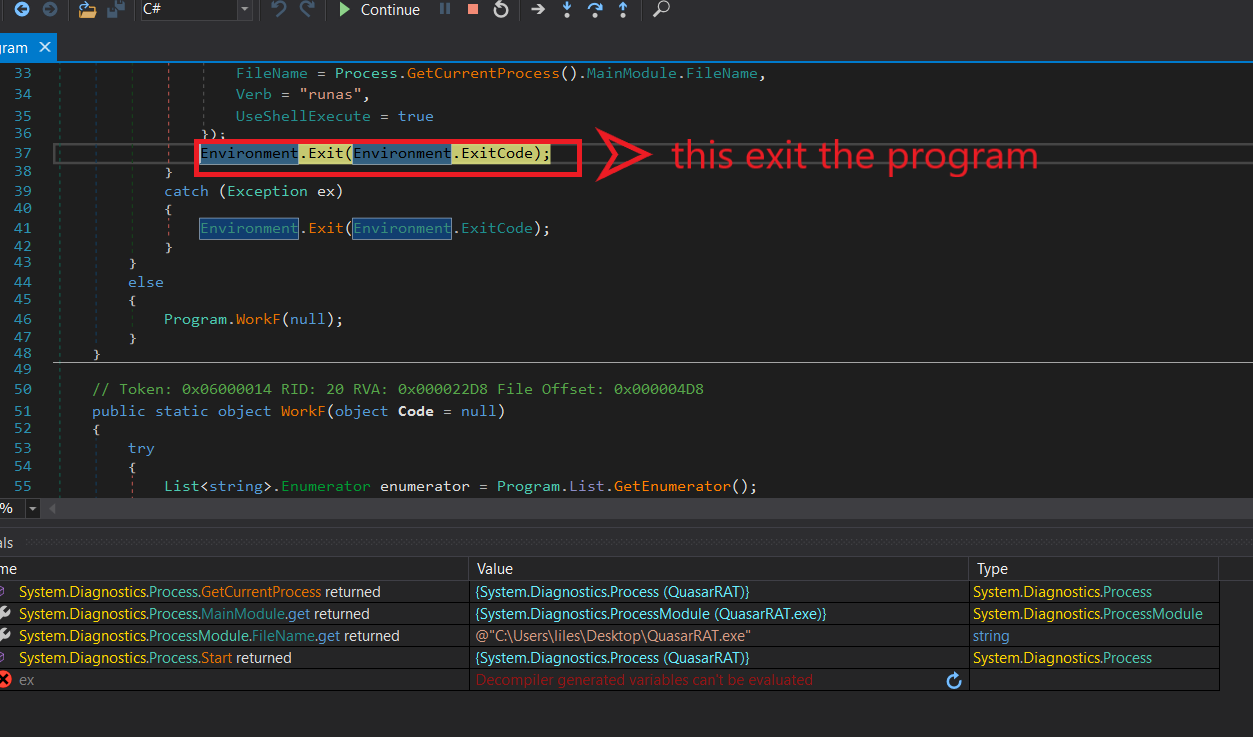 C# Continue
ram
33 FileName = Process.GetCurrentProcess().MainModule.FileName,
34 Verb = "runas",
35 UseShellExecute = true
36 });
37 Environment.Exit(Environment.ExitCode); this exit the program
38 }
39 catch (Exception ex)
40 {
41 Environment.Exit(Environment.ExitCode);
42 }
43 }
44 else
45 {
46 Program.WorkF(null);
47 }
48 }
49
50 // Token: 0x06000014 RID: 20 RVA: 0x000022D8 File Offset: 0x000004D8
51 public static object WorkF(object Code = null)
52 {
53 try
54 {
55 List<string>.Enumerator enumerator = Program.List.GetEnumerator();
%
als
me Value Type
System.Diagnostics.Process.GetCurrentProcess returned {System.Diagnostics.Process (QuasarRAT)} System.Diagnostics.Process
System.Diagnostics.Process.MainModule.get returned {System.Diagnostics.ProcessModule (QuasarRAT.exe)} System.Diagnostics.ProcessModule
System.Diagnostics.ProcessModule.FileName.get returned @"C:\Users\liles\Desktop\QuasarRAT.exe" string
System.Diagnostics.Process.Start returned {System.Diagnostics.Process (QuasarRAT)} System.Diagnostics.Process
ex Decompiler generated variables can't be evaluated